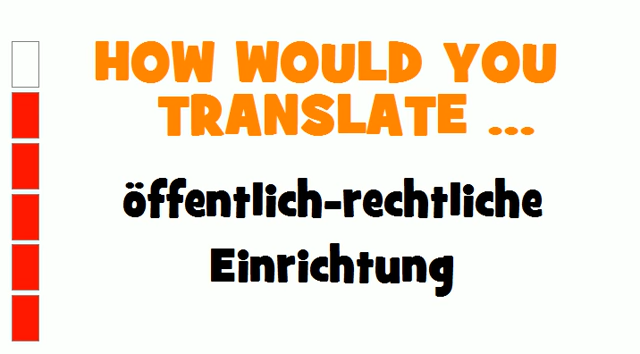 HOW WOULD YOU
TRANSLATE ...
öffentlich-rechtliche
Einrichtung